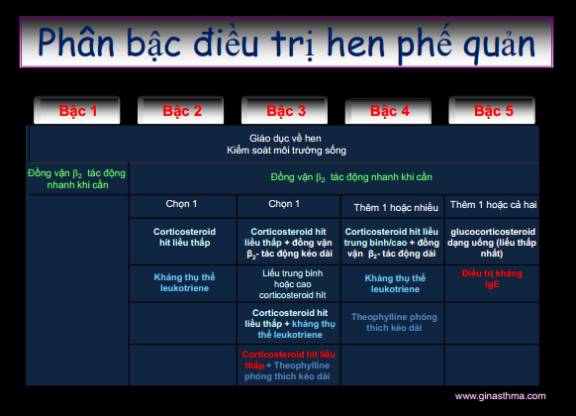 Phân bậc điều trị hen phế quản
Bậc 1 Bậc 2 Bậc 3 Bậc 4 Bậc 5
Giáo dục về hen
Kiểm soát môi trường sống
Đồng vận β2 tác động
nhanh khi cần
Đồng vận β2 tác động nhanh khi cần
Chọn 1
Chọn 1
Thêm 1 hoặc nhiều
Thêm 1 hoặc cả hai
Corticosteroid
hít liều thấp
Corticosteroid hít
liều thấp + đồng vận
β2- tác động kéo dài
Corticosteroid hít liều
trung bình/cao + đồng
vận β2- tác động dài
glucocorticosteroid
dạng uống (liều thấp
nhất)
Kháng thụ thể
leukotriene
Liều trung bình
hoặc cao
corticosteroid hít
Kháng thụ thể
leukotriene
Điều trị kháng
IgE
Corticosteroid hít
liều thấp + kháng thụ
thể leukotriene
Theophylline phóng
thích kéo dài
Corticosteroid hít liều
thấp + Theophylline
phóng thích kéo dài
www.ginasthma.com